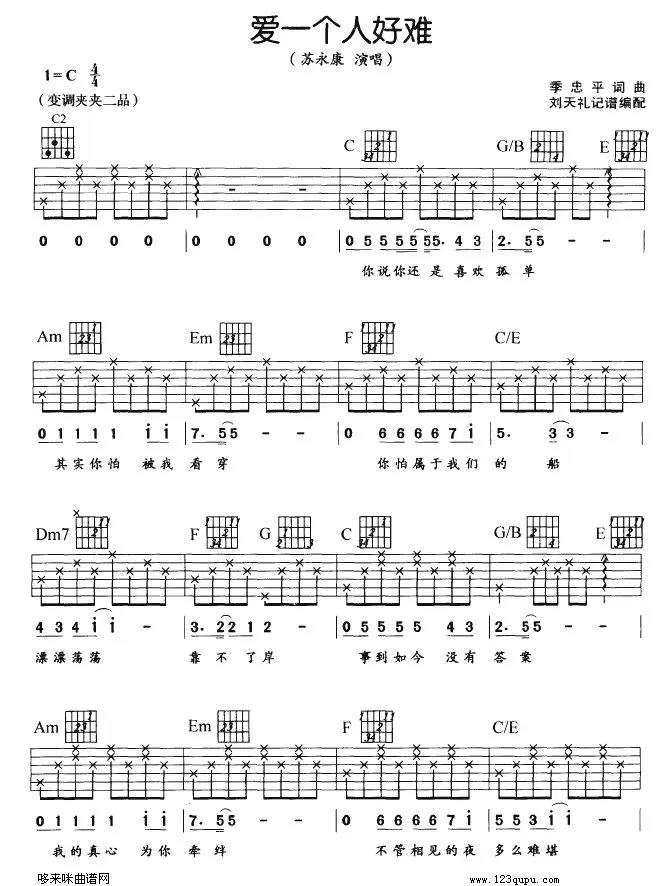 爱一个人好难
(苏永康 演唱)
1=C 4/4
(变调夹夹二品)
季忠平词曲
刘天礼记谱编配
C2 C G/B E
0 0 0 0 - - 0 5 5 5 5 5 5 5. 4 3 2. 5 5 - -
0 0 0 0
你说你还是喜欢孤单
Am Em F C/E
0 1 1 1 1 i i 7. 5 5 - - 0 6 6 6 6 7 i 5. 3 3 -
其实你怕 被我 看穿 你怕属于我们 的 船
Dm7 F G C G/B E
4 3 4 i i - 3. 2 2 1 2 - 0 5 5 5 5 5 4 3 2. 5 5 - -
漂漂荡荡 靠不了岸 事到如今 没有 答案
Am Em F C/E
0 1 1 1 1 i i 7. 5 5 - - 0 6 6 6 6 7 i 5 5 3 i i -
我的真心 为你 牵绊 不管相见的夜 多么难堪
哆来咪曲谱网
www.123qupu.com